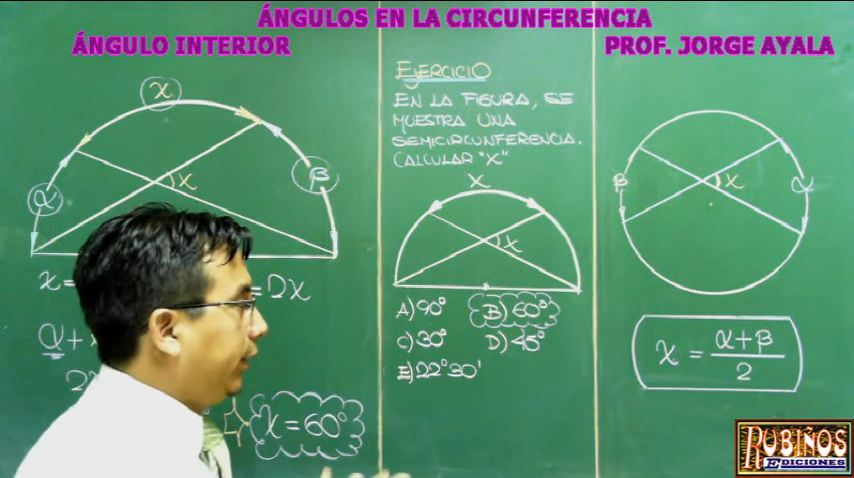 ÁNGULOS EN LA CIRCUNFERENCIA
ÁNGULO INTERIOR
PROF. JORGE AYALA
x
α
β
x
x =
= 2x
α +
2
x = 60°
EJERCICIO
EN LA FIGURA, SE
MUESTRA UNA
SEMICIRCUNFERENCIA.
CALCULAR "X"
x
x
A) 90° B) 60°
C) 30° D) 45°
E) 22°30'
β
x
α
x = α + β
2
RUBIÑOS
EDICIONES